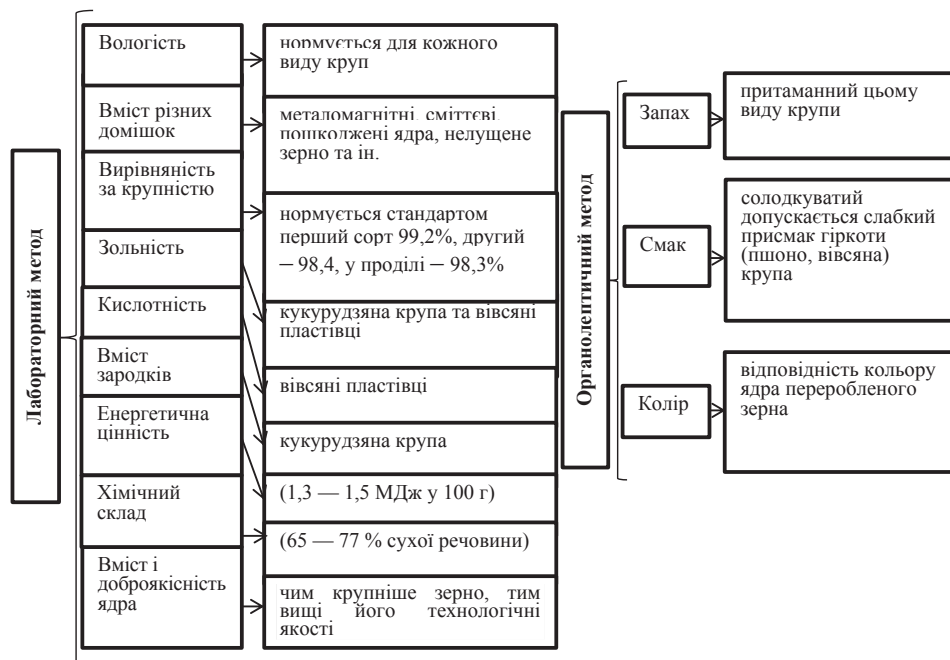 Лабораторний метод
Вологість
Вміст різних
домішок
Вирівняність
за крупністю
Зольність
Кислотність
Вміст
зародків
Енергетична
цінність
Хімічний
склад
Вміст і
доброякісність
ядра
нормується для кожного
виду круп
металомагнітні, сміттєві,
пошкоджені ядра, нелущене
зерно та ін.
нормується стандартом
перший сорт 99,2%, другий
– 98,4, у проділі – 98,3%
кукурудзяна крупа та вівсяні
пластівці
вівсяні пластівці
кукурудзяна крупа
(1,3 — 1,5 МДж у 100 г)
(65 — 77 % сухої речовини)
чим крупніше зерно, тим
вищі його технологічні
якості
Органолептичний метод
Запах
Смак
Колір
притаманний цьому
виду крупи
солодкуватий
допускається слабкий
присмак гіркоти
(пшоно, вівсяна)
крупа
відповідність кольору
ядра переробленого
зерна